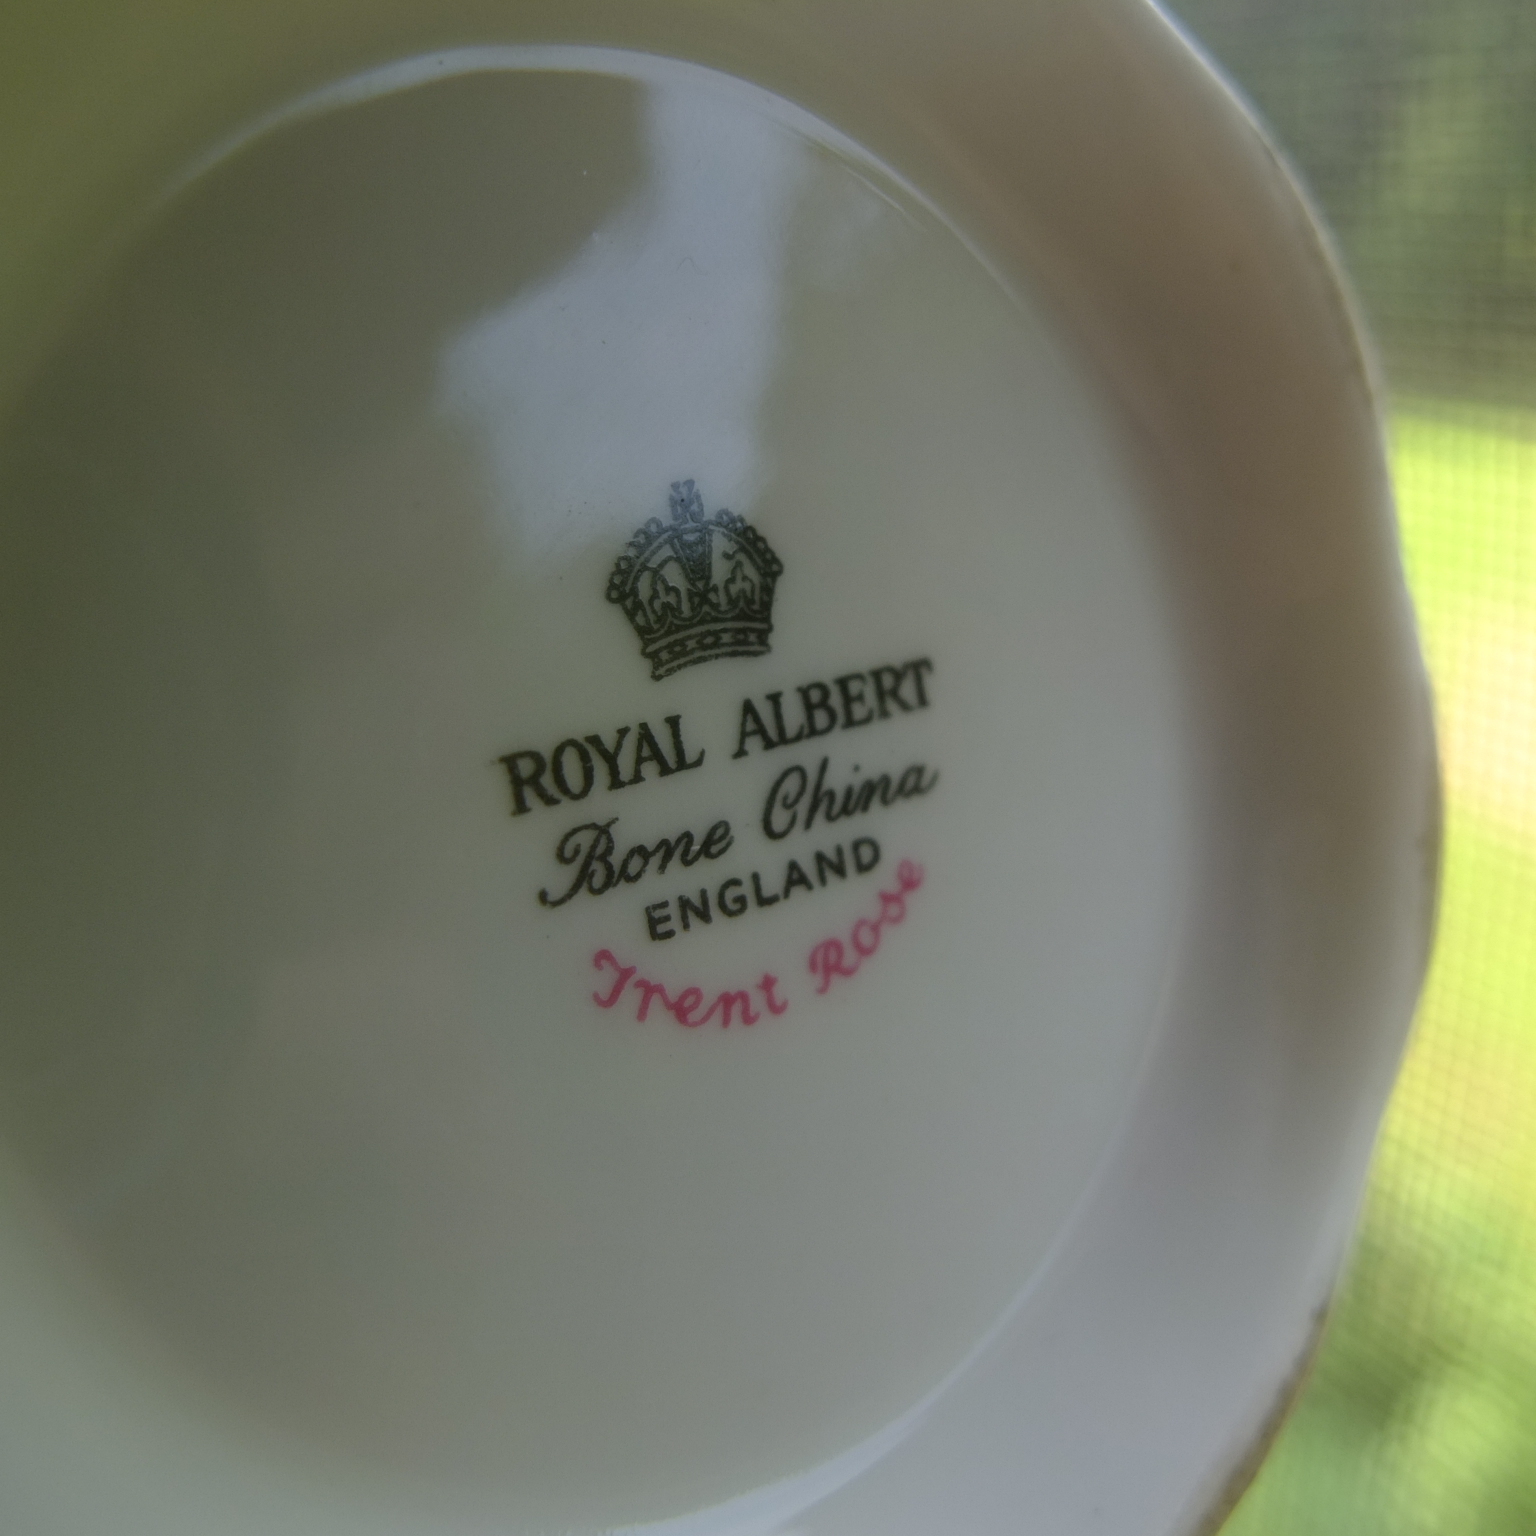 ROYAL ALBERT
Bone China
ENGLAND
Trent Rose